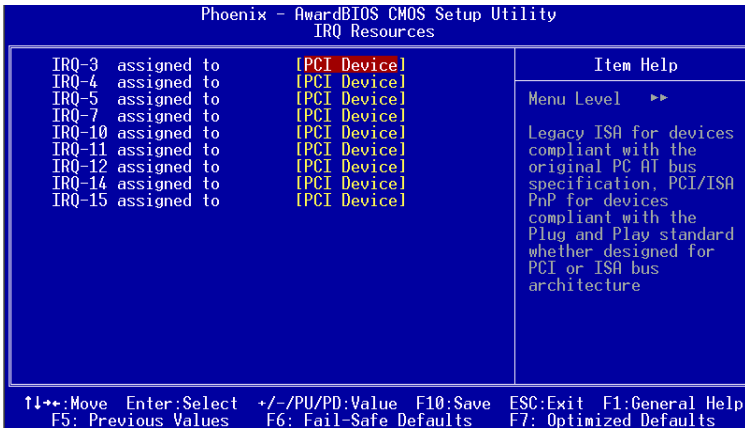 Phoenix - AwardBIOS CMOS Setup Utility
IRQ Resources
IRQ-3 assigned to [PCI Device]
IRQ-4 assigned to [PCI Device]
IRQ-5 assigned to [PCI Device]
IRQ-7 assigned to [PCI Device]
IRQ-10 assigned to [PCI Device]
IRQ-11 assigned to [PCI Device]
IRQ-12 assigned to [PCI Device]
IRQ-14 assigned to [PCI Device]
IRQ-15 assigned to [PCI Device]
Item Help
Menu Level ▶▶
Legacy ISA for devices
compliant with the
original PC AT bus
specification, PCI/ISA
PnP for devices
compliant with the
Plug and Play standard
whether designed for
PCI or ISA bus
architecture
↑↓→←:Move Enter:Select +/-/PU/PD:Value F10:Save ESC:Exit F1:General Help
F5: Previous Values F6: Fail-Safe Defaults F7: Optimized Defaults